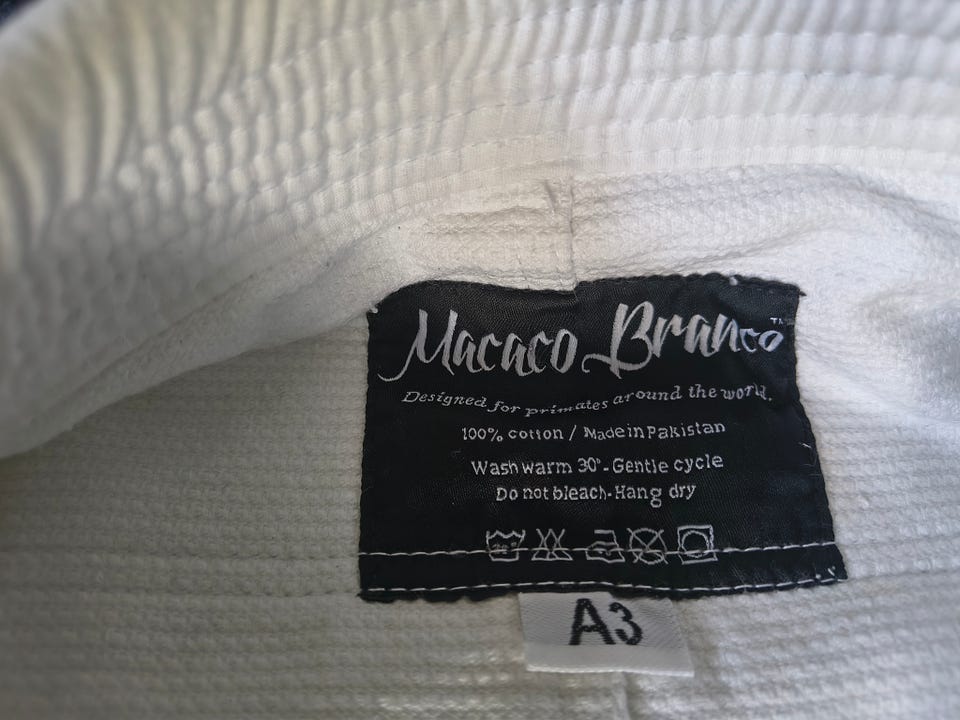 Macaco Branco™
Designed for primates around the world.
100% cotton / Made in Pakistan
Wash warm 30°-Gentle cycle
Do not bleach-Hang dry
A3